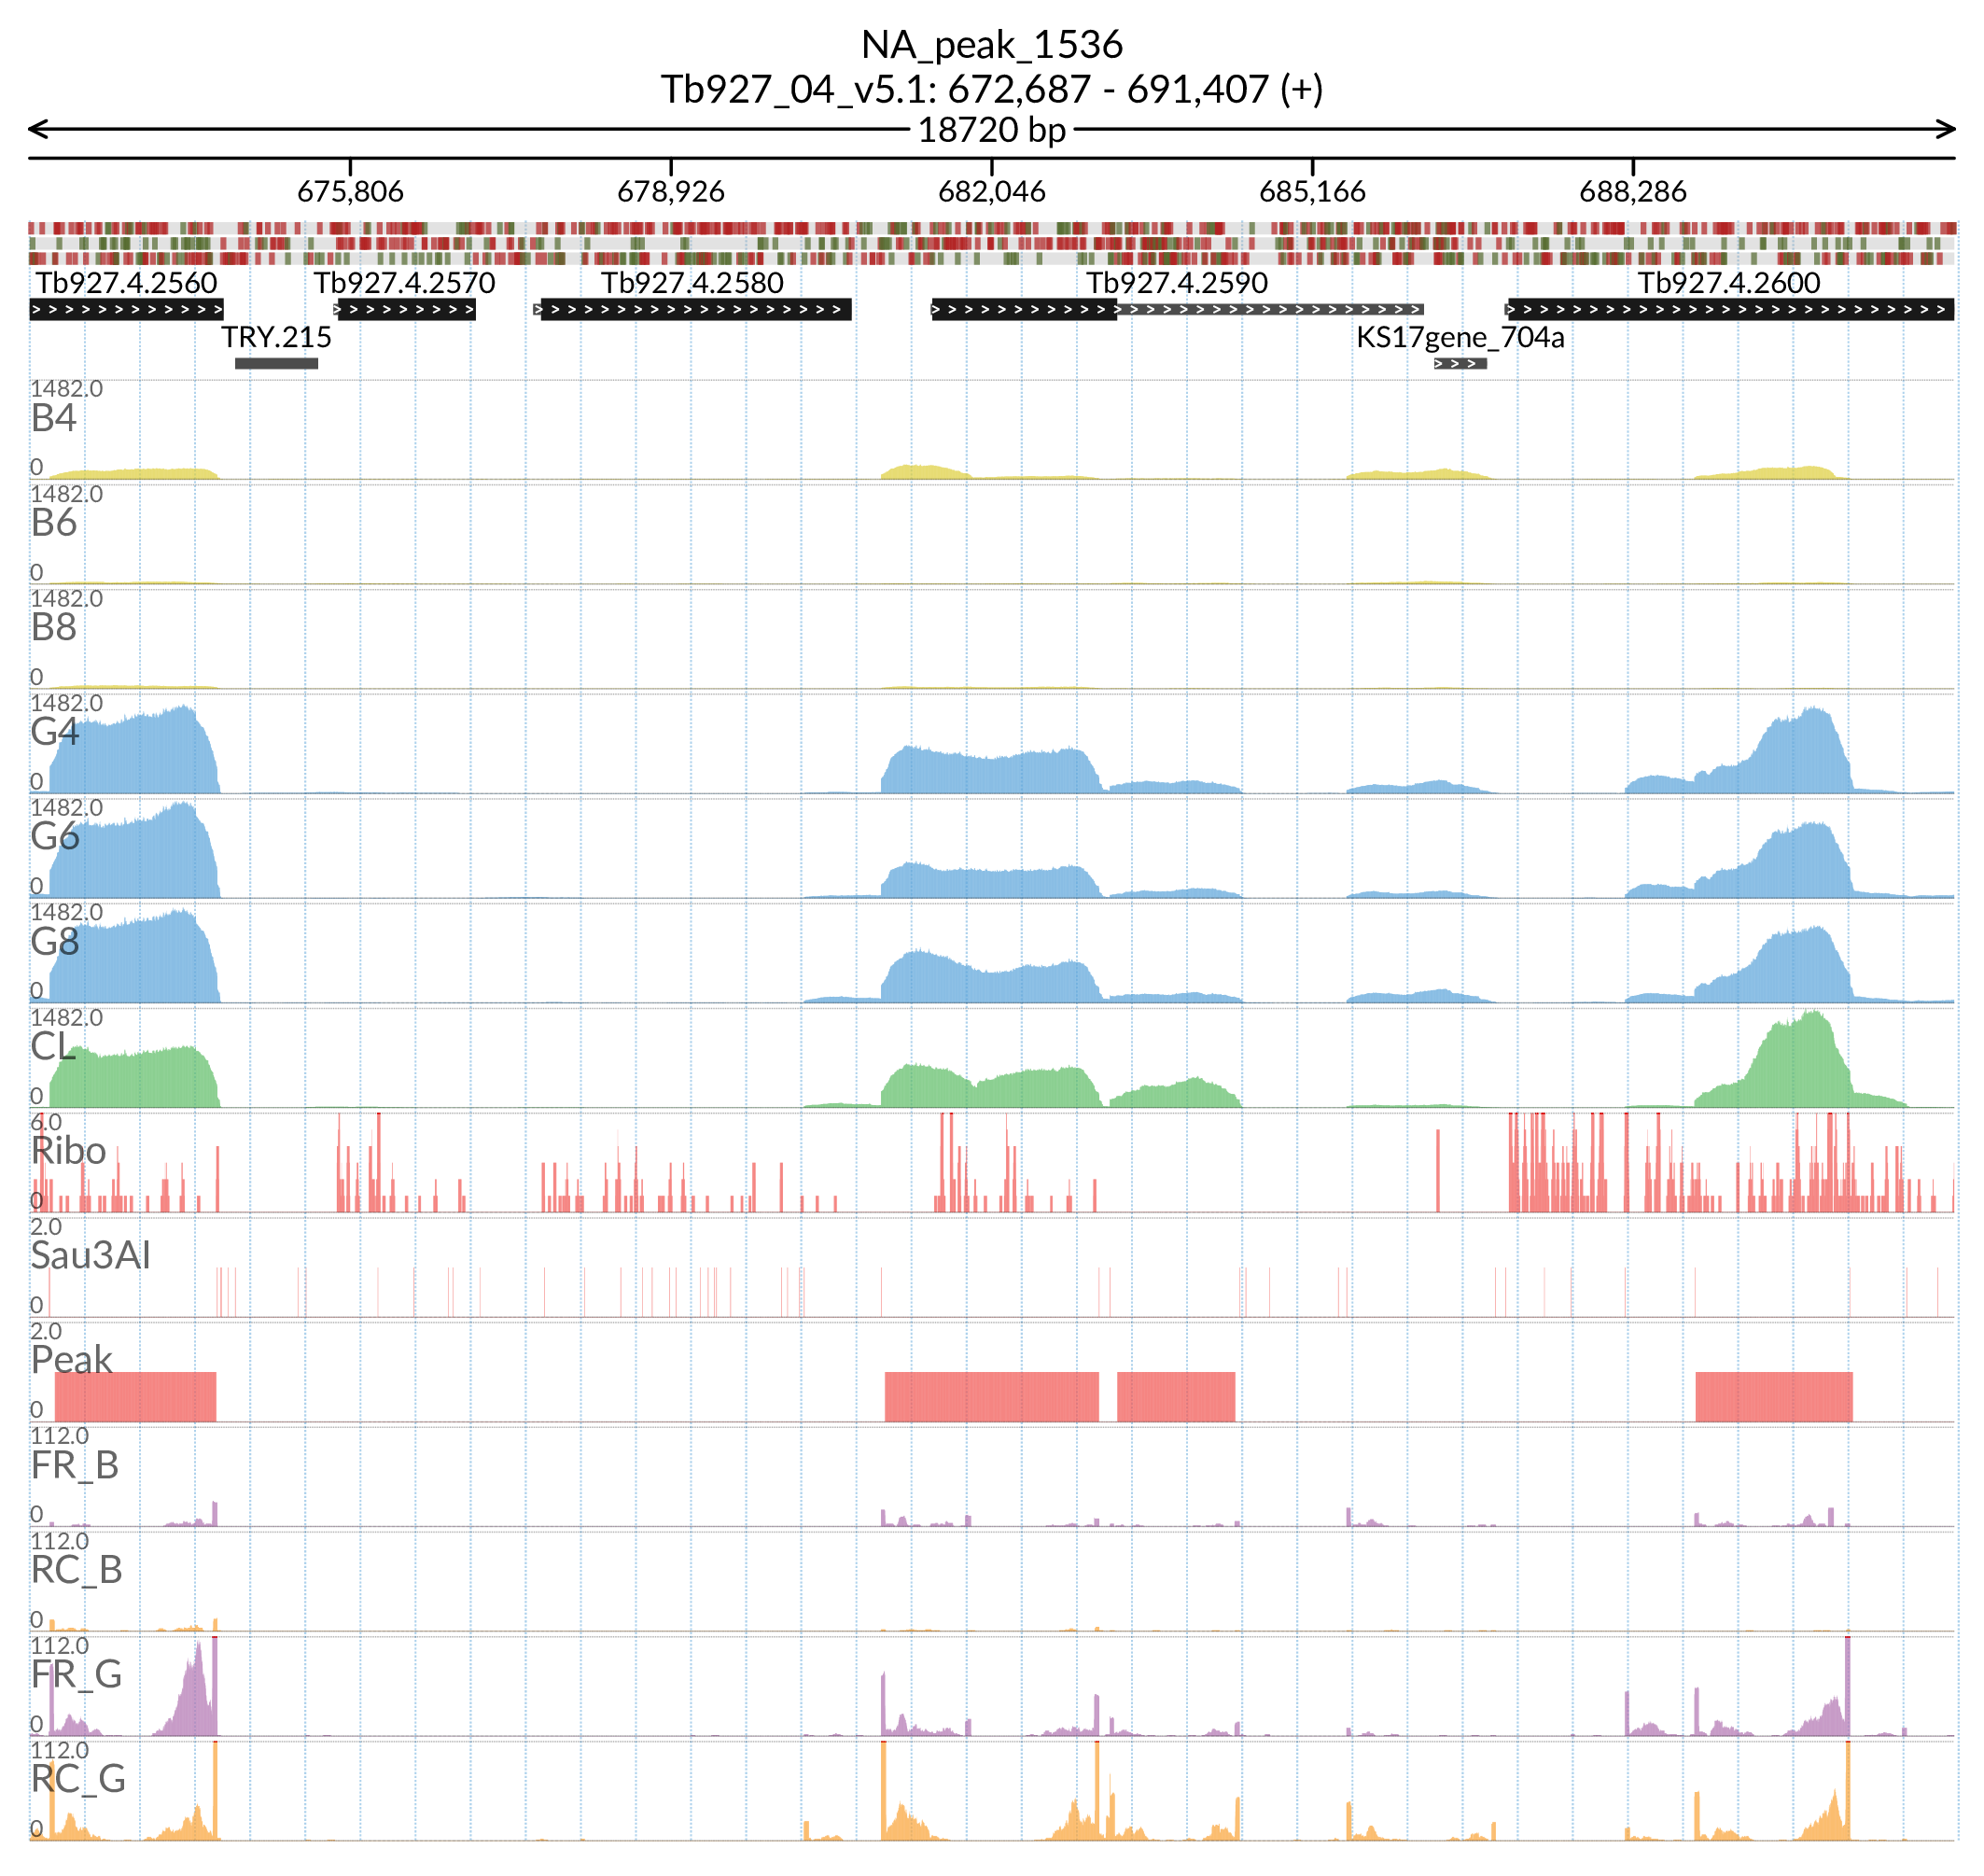 NA_peak_1536
Tb927_04_v5.1: 672,687 - 691,407 (+)
18720 bp
675,806 678,926 682,046 685,166 688,286
Tb927.4.2560 Tb927.4.2570 Tb927.4.2580 Tb927.4.2590 Tb927.4.2600
TRY.215 KS17gene_704a
1482.0
B4
0
1482.0
B6
0
1482.0
B8
0
1482.0
G4
0
1482.0
G6
0
1482.0
G8
0
1482.0
CL
0
6.0
Ribo
0
2.0
Sau3AI
0
2.0
Peak
0
112.0
FR_B
0
112.0
RC_B
0
112.0
FR_G
0
112.0
RC_G
0